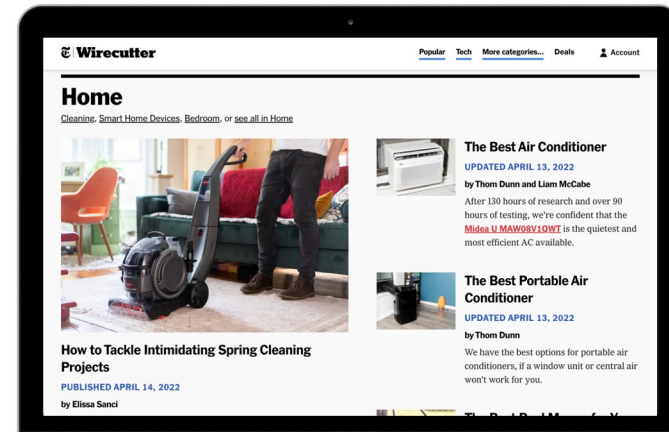 Wirecutter
Popular Tech More categories... Deals Account
Home
Cleaning, Smart Home Devices, Bedroom, or see all in Home
How to Tackle Intimidating Spring Cleaning
Projects
PUBLISHED APRIL 14, 2022
by Elissa Sanci
The Best Air Conditioner
UPDATED APRIL 13, 2022
by Thom Dunn and Liam McCabe
After 130 hours of research and over 90
hours of testing, we're confident that the
Midea U MAW08V1QWT is the quietest and
most efficient AC available.
The Best Portable Air
Conditioner
UPDATED APRIL 13, 2022
by Thom Dunn
We have the best options for portable air
conditioners, if a window unit or central air
won't work for you.